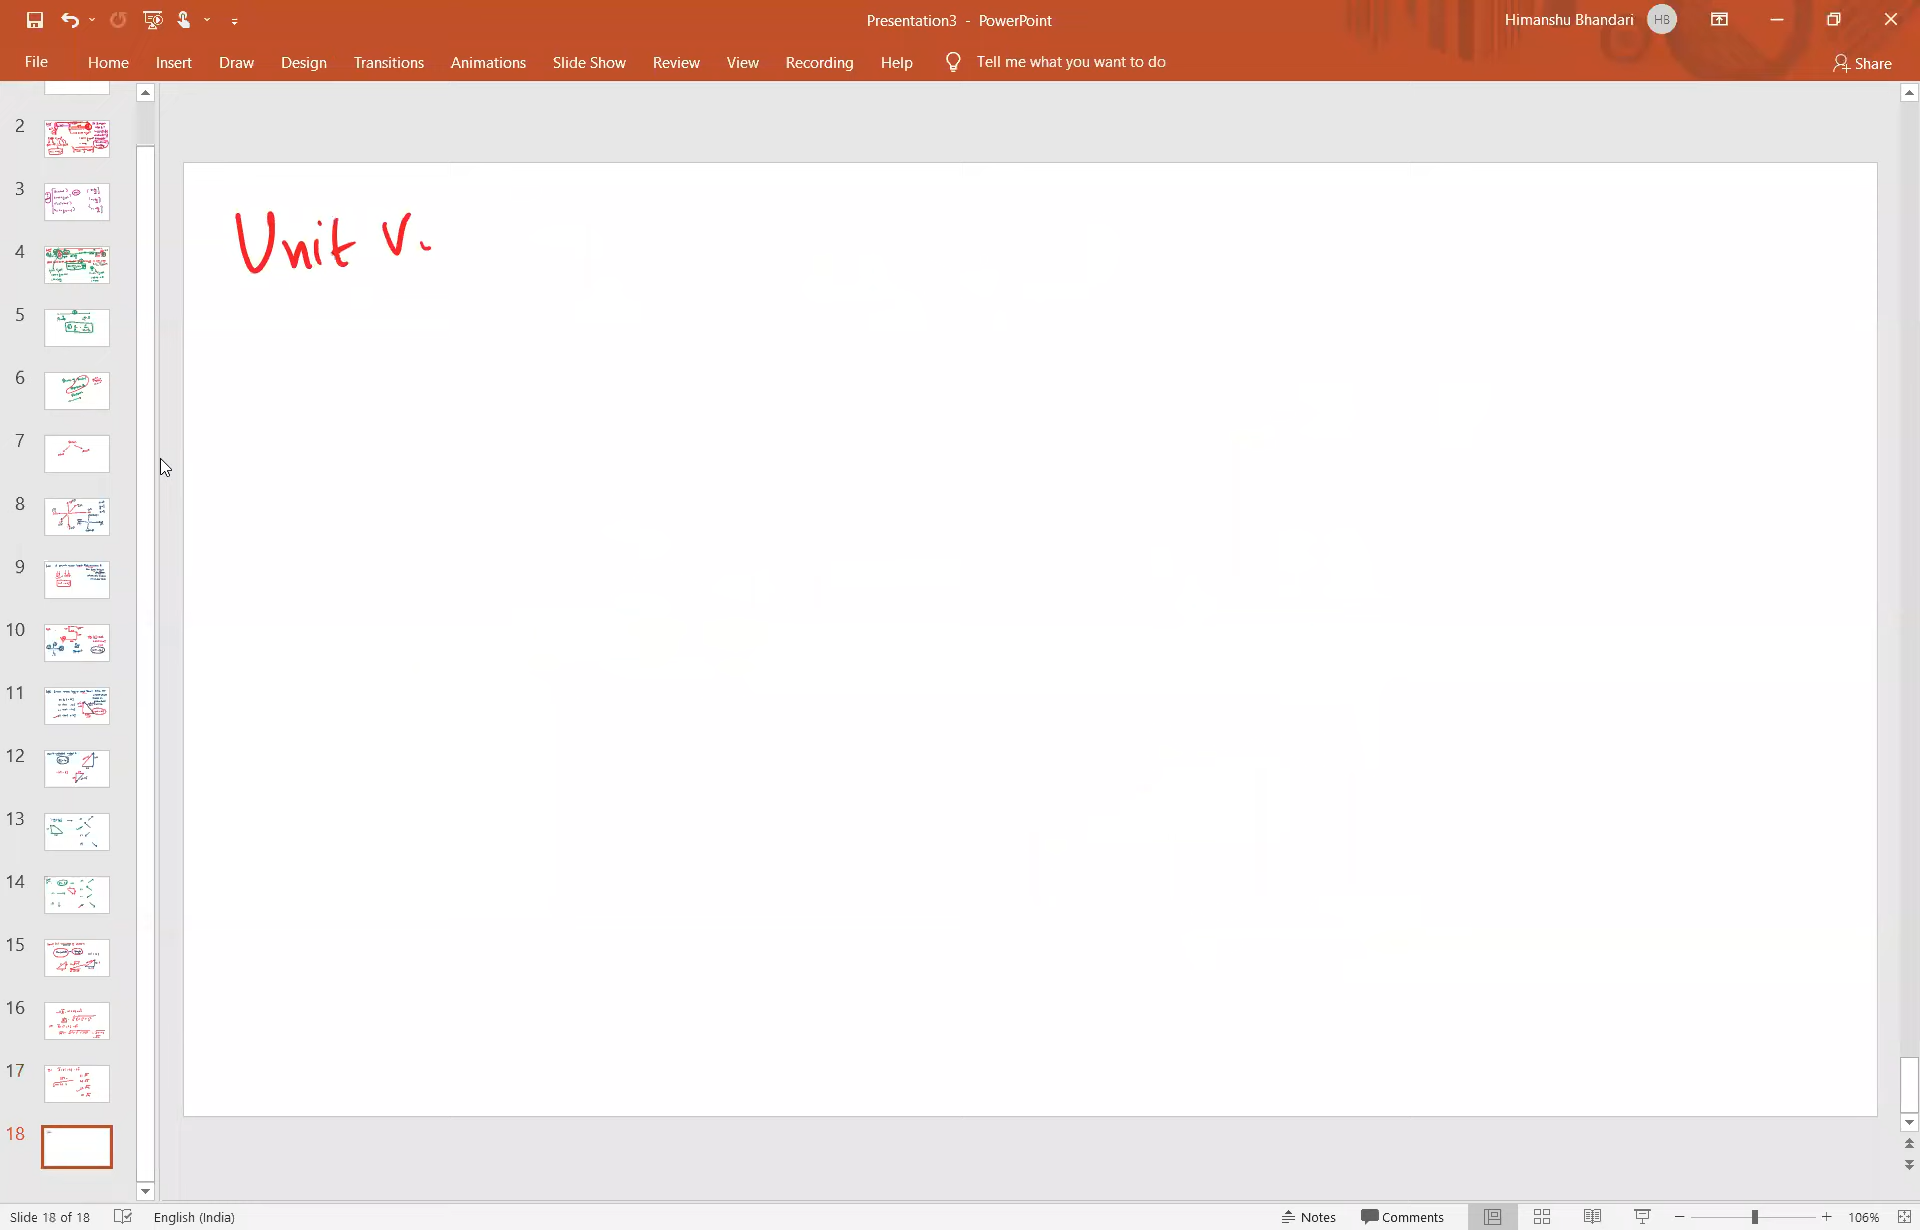 Presentation3 - PowerPoint
Himanshu Bhandari
HB
File Home Insert Draw Design Transitions Animations Slide Show Review View Recording Help Tell me what you want to do
Share
2
3
4
5
6
7
8
9
10
11
12
13
14
15
16
17
18
Unit V.
Slide 18 of 18
English (India)
Notes
Comments
106%